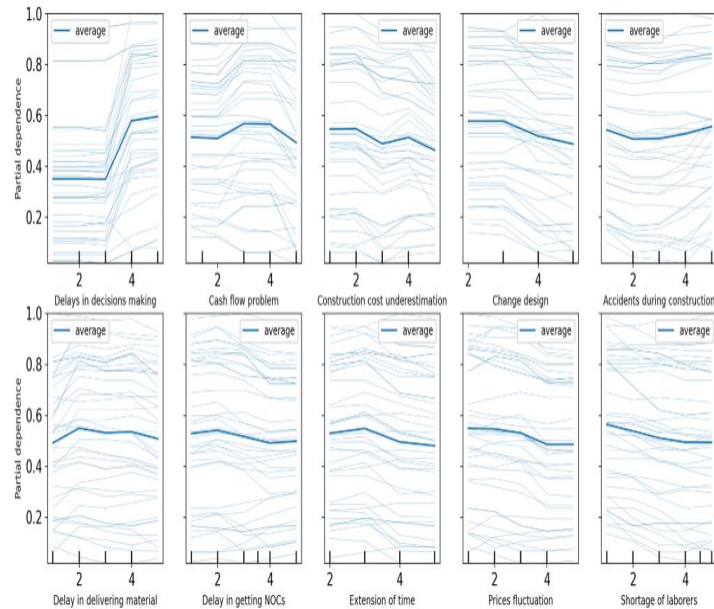 1.0
0.8
0.6
0.4
0.2
Partial dependence
average average average average average
2 4 2 4 2 4 2 4 2 4
Delays in decisions making Cash flow problem Construction cost underestimation Change design Accidents during construction
1.0
0.8
0.6
0.4
0.2
Partial dependence
average average average average average
2 4 2 4 2 4 2 4 2 4
Delay in delivering material Delay in getting NOCs Extension of time Prices fluctuation Shortage of laborers